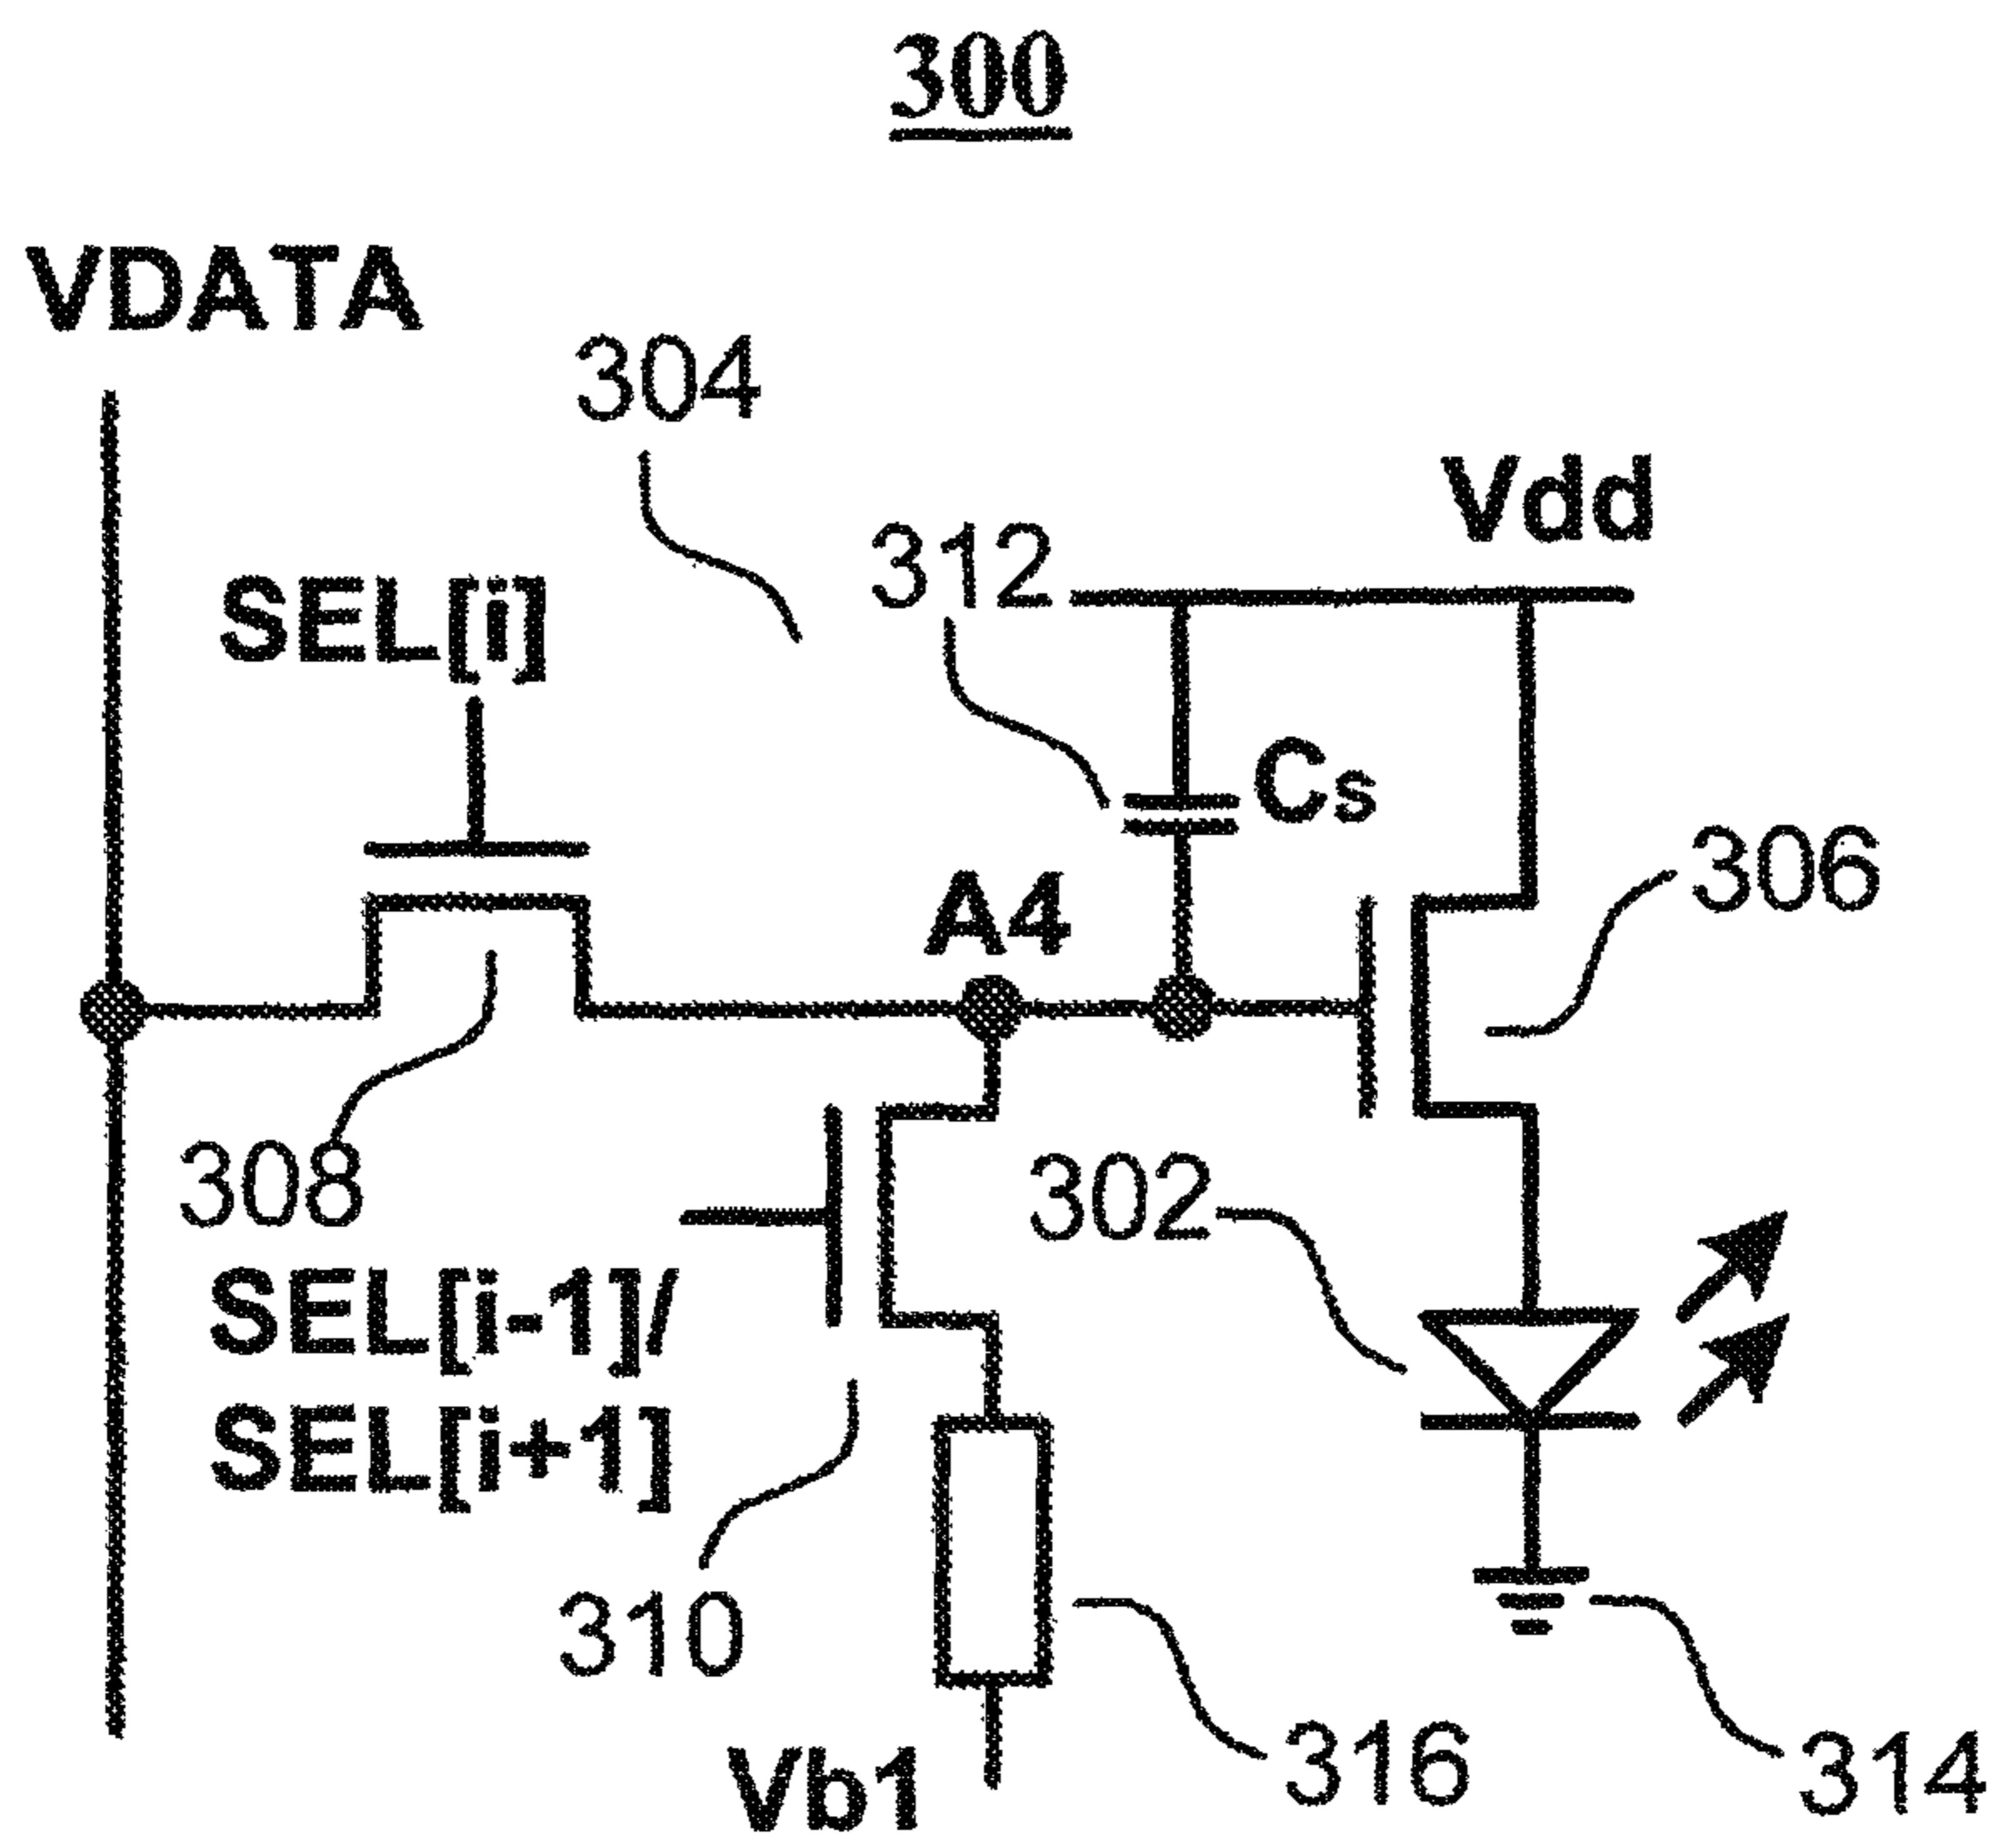 300
VDATA
304
Vdd
312
SEL[i]
Cs
306
A4
308
302
SEL[i-1]/
SEL[i+1]
310
316
314
Vb1